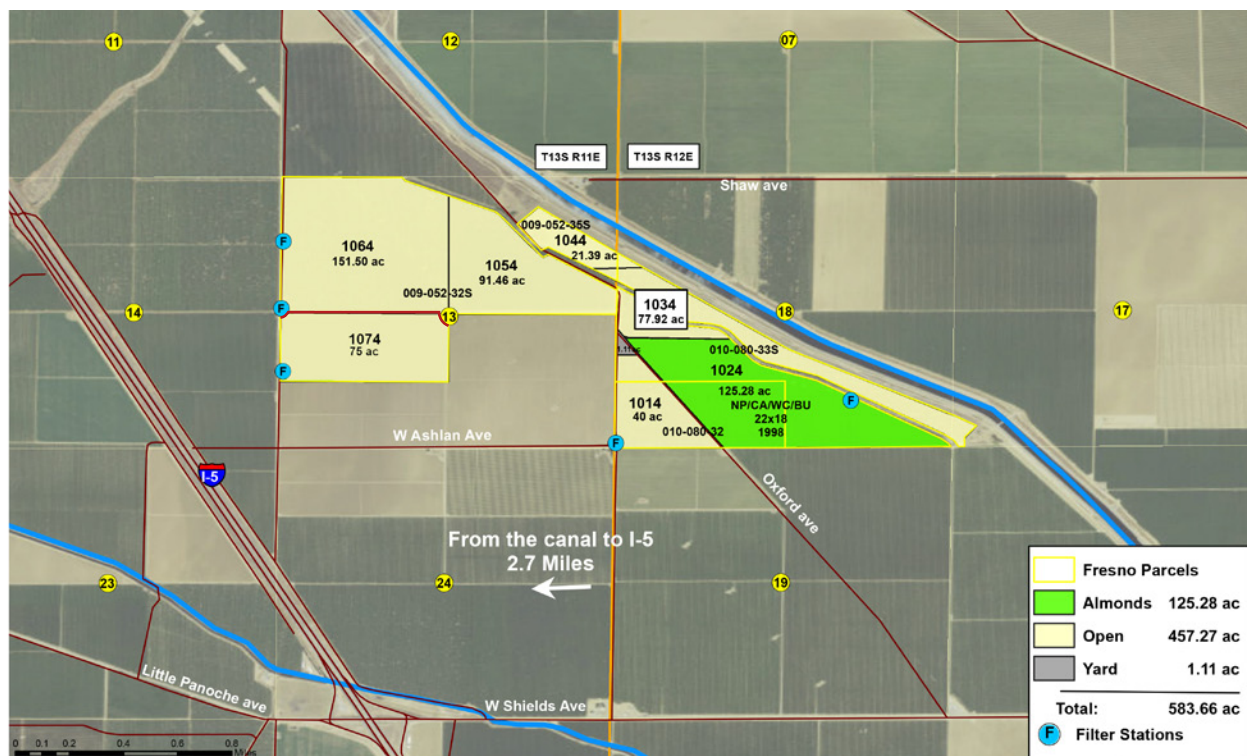 11
12
07
T13S R11E
T13S R12E
Shaw ave
009-052-35S
1044
21.39 ac
1064
151.50 ac
F
1054
91.46 ac
009-052-32S
1034
77.92 ac
14
F
13
18
17
1074
75 ac
F
1.11 ac
010-080-33S
1024
125.28 ac
NP/CA/WC/BU
22x18
1998
F
1014
40 ac
010-080-32
W Ashlan Ave
F
I-5
Oxford ave
From the canal to I-5
2.7 Miles
23
24
19
Little Panoche ave
W Shields Ave
0 0.1 0.2 0.4 0.6 0.8
Miles
Fresno Parcels
Almonds 125.28 ac
Open 457.27 ac
Yard 1.11 ac
Total: 583.66 ac
F Filter Stations